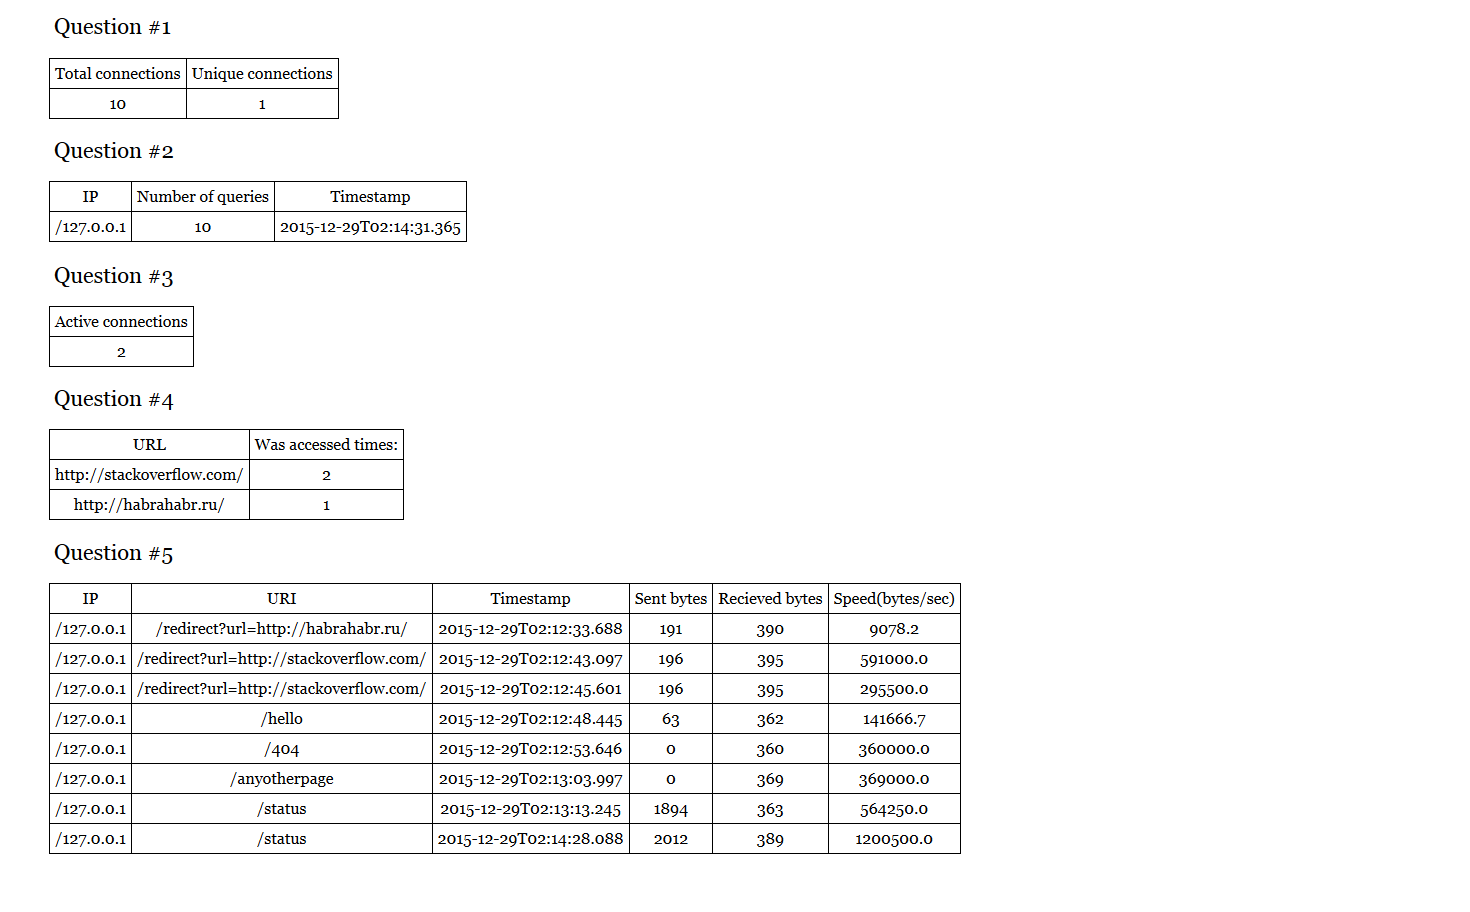 Question #1
Total connections Unique connections
10 1
Question #2
IP Number of queries Timestamp
/127.0.0.1 10 2015-12-29T02:14:31.365
Question #3
Active connections
2
Question #4
URL Was accessed times:
http://stackoverflow.com/ 2
http://habrahabr.ru/ 1
Question #5
IP URI Timestamp Sent bytes Recieved bytes Speed(bytes/sec)
/127.0.0.1 /redirect?url=http://habrahabr.ru/ 2015-12-29T02:12:33.688 191 390 9078.2
/127.0.0.1 /redirect?url=http://stackoverflow.com/ 2015-12-29T02:12:43.097 196 395 591000.0
/127.0.0.1 /redirect?url=http://stackoverflow.com/ 2015-12-29T02:12:45.601 196 395 295500.0
/127.0.0.1 /hello 2015-12-29T02:12:48.445 63 362 141666.7
/127.0.0.1 /404 2015-12-29T02:12:53.646 0 360 360000.0
/127.0.0.1 /anyotherpage 2015-12-29T02:13:03.997 0 369 369000.0
/127.0.0.1 /status 2015-12-29T02:13:13.245 1894 363 564250.0
/127.0.0.1 /status 2015-12-29T02:14:28.088 2012 389 1200500.0